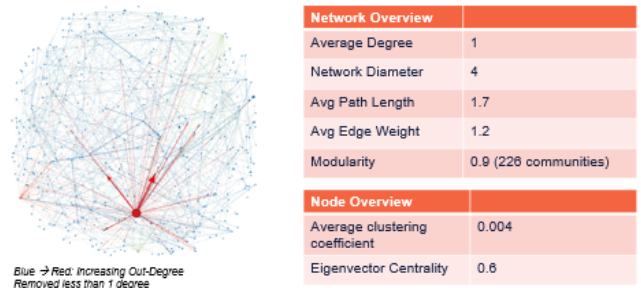 Network Overview
Average Degree 1
Network Diameter 4
Avg Path Length 1.7
Avg Edge Weight 1.2
Modularity 0.9 (226 communities)
Node Overview
Average clustering
coefficient 0.004
Eigenvector Centrality 0.6
Blue → Red: Increasing Out-Degree
Removed less than 1 degree